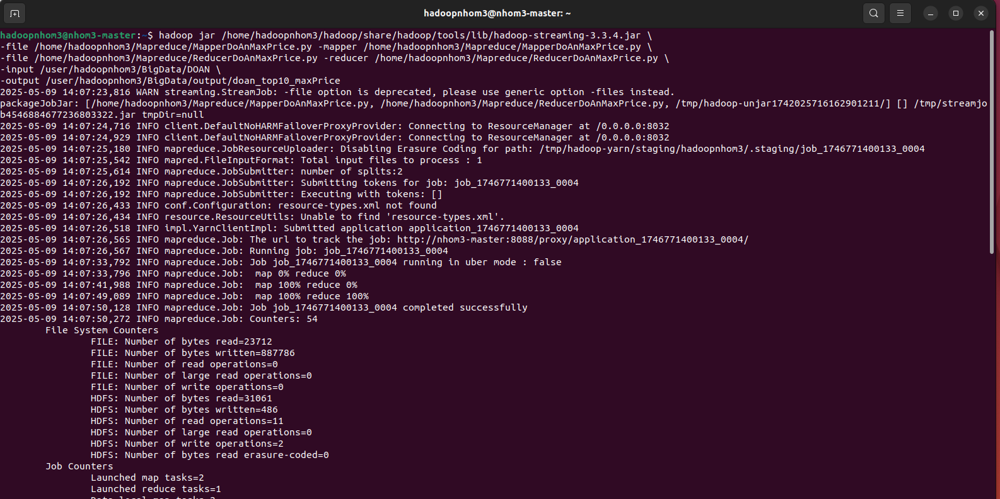 hadoopnhom3@nhom3-master: ~
hadoopnhom3@nhom3-master:~$ hadoop jar /home/hadoopnhom3/hadoop/share/hadoop/tools/lib/hadoop-streaming-3.3.4.jar \
-file /home/hadoopnhom3/Mapreduce/MapperDoAnMaxPrice.py -mapper /home/hadoopnhom3/Mapreduce/MapperDoAnMaxPrice.py \
-file /home/hadoopnhom3/Mapreduce/ReducerDoAnMaxPrice.py -reducer /home/hadoopnhom3/Mapreduce/ReducerDoAnMaxPrice.py \
-input /user/hadoopnhom3/BigData/DOAN \
-output /user/hadoopnhom3/BigData/output/doan_top10_maxPrice
2025-05-09 14:07:23,816 WARN streaming.StreamJob: -file option is deprecated, please use generic option -files instead.
packageJobJar: [/home/hadoopnhom3/Mapreduce/MapperDoAnMaxPrice.py, /home/hadoopnhom3/Mapreduce/ReducerDoAnMaxPrice.py, /tmp/hadoop-unjar1742025716162901211/] [] /tmp/streamjo
b4546884677236803322.jar tmpDir=null
2025-05-09 14:07:24,716 INFO client.DefaultNoHARMFailoverProxyProvider: Connecting to ResourceManager at /0.0.0.0:8032
2025-05-09 14:07:24,929 INFO client.DefaultNoHARMFailoverProxyProvider: Connecting to ResourceManager at /0.0.0.0:8032
2025-05-09 14:07:25,180 INFO mapreduce.JobResourceUploader: Disabling Erasure Coding for path: /tmp/hadoop-yarn/staging/hadoopnhom3/.staging/job_1746771400133_0004
2025-05-09 14:07:25,542 INFO mapred.FileInputFormat: Total input files to process : 1
2025-05-09 14:07:25,614 INFO mapreduce.JobSubmitter: number of splits:2
2025-05-09 14:07:26,192 INFO mapreduce.JobSubmitter: Submitting tokens for job: job_1746771400133_0004
2025-05-09 14:07:26,192 INFO mapreduce.JobSubmitter: Executing with tokens: []
2025-05-09 14:07:26,433 INFO conf.Configuration: resource-types.xml not found
2025-05-09 14:07:26,434 INFO resource.ResourceUtils: Unable to find 'resource-types.xml'.
2025-05-09 14:07:26,518 INFO impl.YarnClientImpl: Submitted application application_1746771400133_0004
2025-05-09 14:07:26,565 INFO mapreduce.Job: The url to track the job: http://nhom3-master:8088/proxy/application_1746771400133_0004/
2025-05-09 14:07:26,567 INFO mapreduce.Job: Running job: job_1746771400133_0004
2025-05-09 14:07:33,792 INFO mapreduce.Job: Job job_1746771400133_0004 running in uber mode : false
2025-05-09 14:07:33,796 INFO mapreduce.Job:  map 0% reduce 0%
2025-05-09 14:07:41,988 INFO mapreduce.Job:  map 100% reduce 0%
2025-05-09 14:07:49,089 INFO mapreduce.Job:  map 100% reduce 100%
2025-05-09 14:07:50,128 INFO mapreduce.Job: Job job_1746771400133_0004 completed successfully
2025-05-09 14:07:50,272 INFO mapreduce.Job: Counters: 54
File System Counters
FILE: Number of bytes read=23712
FILE: Number of bytes written=887786
FILE: Number of read operations=0
FILE: Number of large read operations=0
FILE: Number of write operations=0
HDFS: Number of bytes read=31061
HDFS: Number of bytes written=486
HDFS: Number of read operations=11
HDFS: Number of large read operations=0
HDFS: Number of write operations=2
HDFS: Number of bytes read erasure-coded=0
Job Counters
Launched map tasks=2
Launched reduce tasks=1